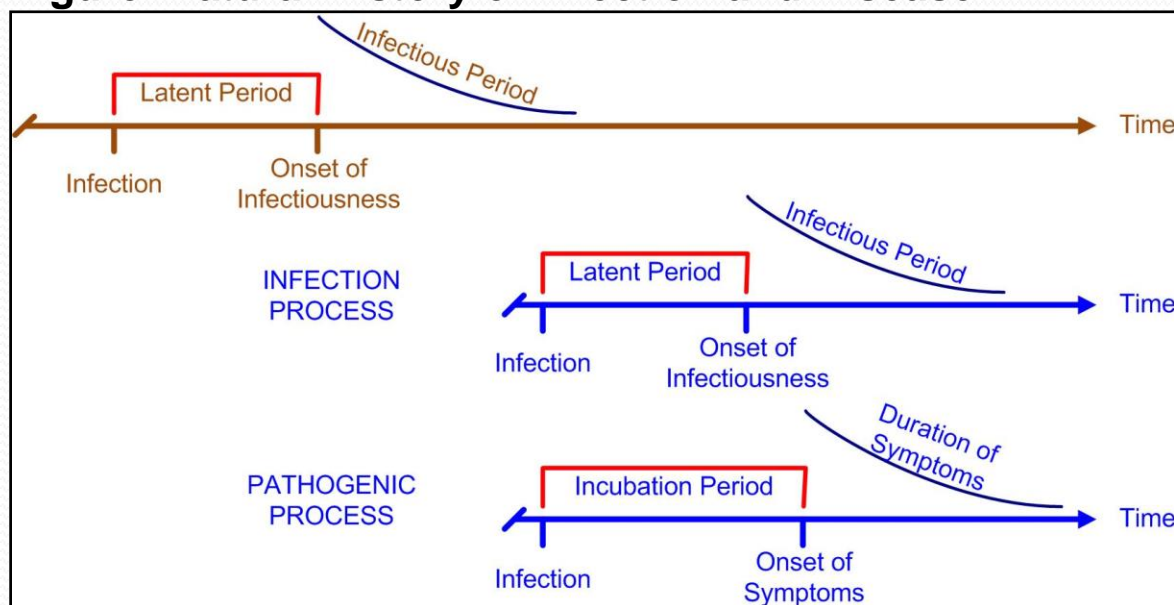 Infectious Period
Latent Period
Time
Infection
Onset of
Infectiousness
Infectious Period
INFECTION
PROCESS
Latent Period
Time
Infection
Onset of
Infectiousness
Duration of
Symptoms
PATHOGENIC
PROCESS
Incubation Period
Time
Infection
Onset of
Symptoms